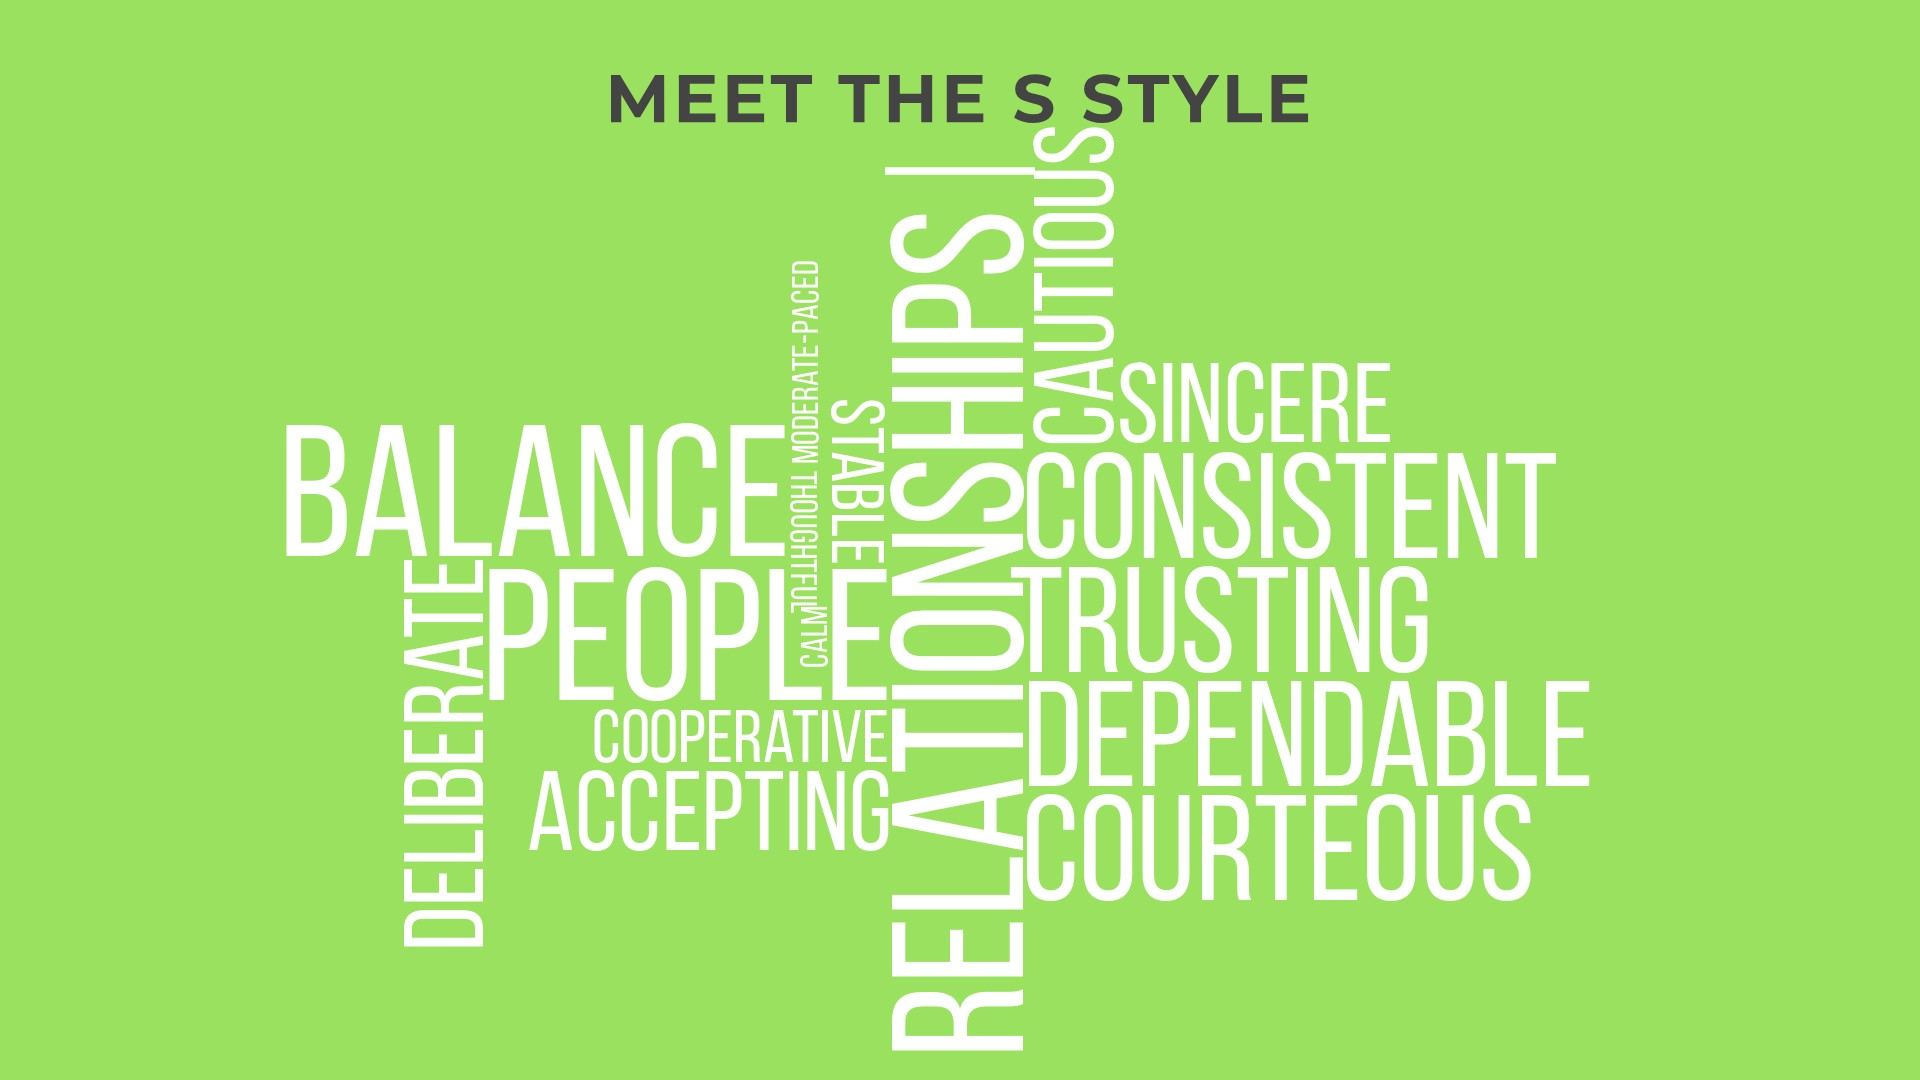 MEET THE S STYLE
RELATIONSHIPS |
CAUTIOUS
MODERATE-PACED
SINCERE
STABLE
BALANCE
CONSISTENT
THOUGHTFUL
DELIBERATE
PEOPLE
TRUSTING
CALM
DEPENDABLE
COOPERATIVE
ACCEPTING
COURTEOUS